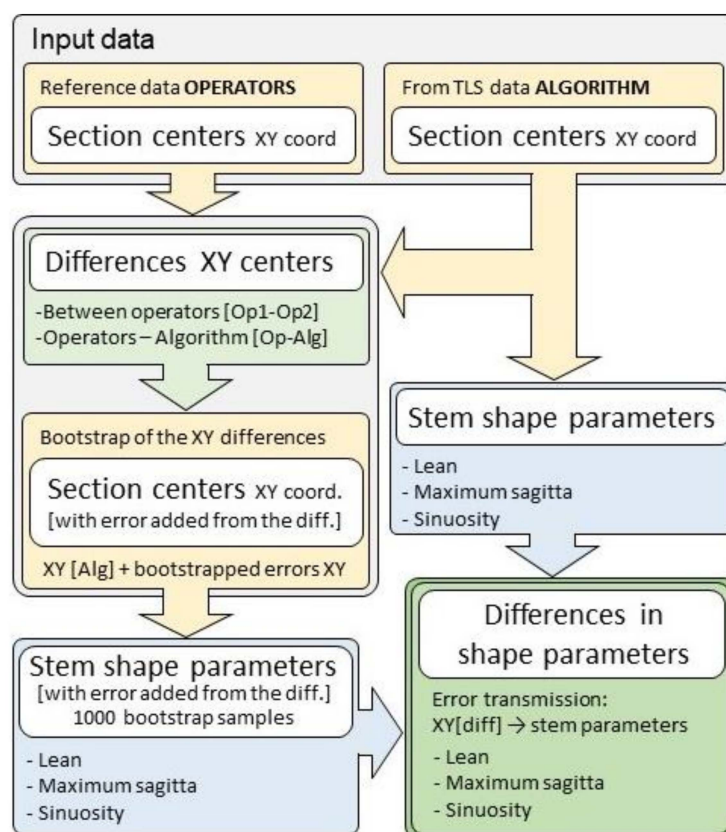 Input data
Reference data OPERATORS
Section centers XY coord
From TLS data ALGORITHM
Section centers XY coord
Differences XY centers
-Between operators [Op1-Op2]
-Operators – Algorithm [Op-Alg]
Bootstrap of the XY differences
Section centers XY coord.
[with error added from the diff.]
XY [Alg] + bootstrapped errors XY
Stem shape parameters
- Lean
- Maximum sagitta
- Sinuosity
Stem shape parameters
[with error added from the diff.]
1000 bootstrap samples
- Lean
- Maximum sagitta
- Sinuosity
Differences in
shape parameters
Error transmission:
XY[diff] → stem parameters
- Lean
- Maximum sagitta
- Sinuosity